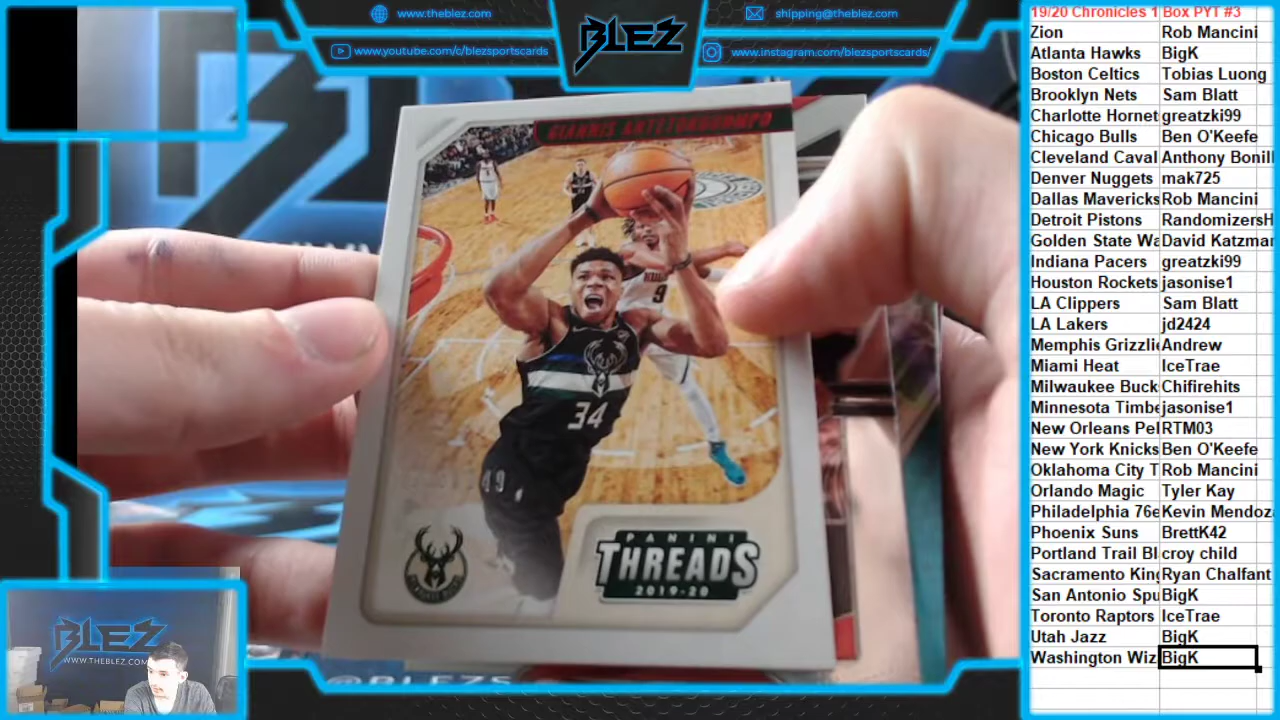 www.theblez.com
shipping@theblez.com
www.youtube.com/c/blezsportscards
BLEZ
www.instagram.com/blezsportscards/
GIANNIS ANTETOKOUNMPO
9
34
PANINI
THREADS
2019-20
BLEZ
WWW.THEBLEZ.COM
19/20 Chronicles 1 Box PYT #3
Zion Rob Mancini
Atlanta Hawks BigK
Boston Celtics Tobias Luong
Brooklyn Nets Sam Blatt
Charlotte Hornet greatzki99
Chicago Bulls Ben O'Keefe
Cleveland Caval Anthony Bonill
Denver Nuggets mak725
Dallas Mavericks Rob Mancini
Detroit Pistons RandomizersH
Golden State Wa David Katzma
Indiana Pacers greatzki99
Houston Rockets jasonise1
LA Clippers Sam Blatt
LA Lakers jd2424
Memphis Grizzlie Andrew
Miami Heat IceTrae
Milwaukee Buck Chifirehits
Minnesota Timbe jasonise1
New Orleans Pel RTM03
New York Knicks Ben O'Keefe
Oklahoma City T Rob Mancini
Orlando Magic Tyler Kay
Philadelphia 76e Kevin Mendoza
Phoenix Suns BrettK42
Portland Trail Bl croy child
Sacramento King Ryan Chalfant
San Antonio Spu BigK
Toronto Raptors IceTrae
Utah Jazz BigK
Washington Wiz BigK